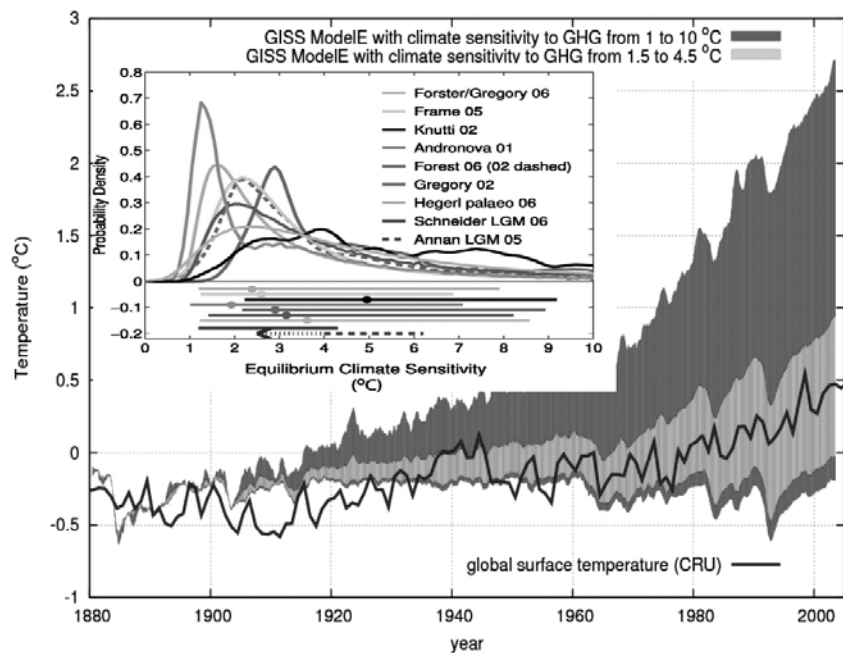 GISS ModelE with climate sensitivity to GHG from 1 to 10 °C
GISS ModelE with climate sensitivity to GHG from 1.5 to 4.5 °C
Forster/Gregory 06
Frame 05
Knutti 02
Andronova 01
Forest 06 (02 dashed)
Gregory 02
Hegerl palaeo 06
Schneider LGM 06
Annan LGM 05
Probability Density
0.8
0.7
0.6
0.5
0.4
0.3
0.2
0.1
0
−0.1
−0.2
0 1 2 3 4 5 6 7 8 9 10
Equilibrium Climate Sensitivity
(°C)
Temperature (°C)
3
2.5
2
1.5
1
0.5
0
-0.5
-1
global surface temperature (CRU)
1880 1900 1920 1940 1960 1980 2000
year